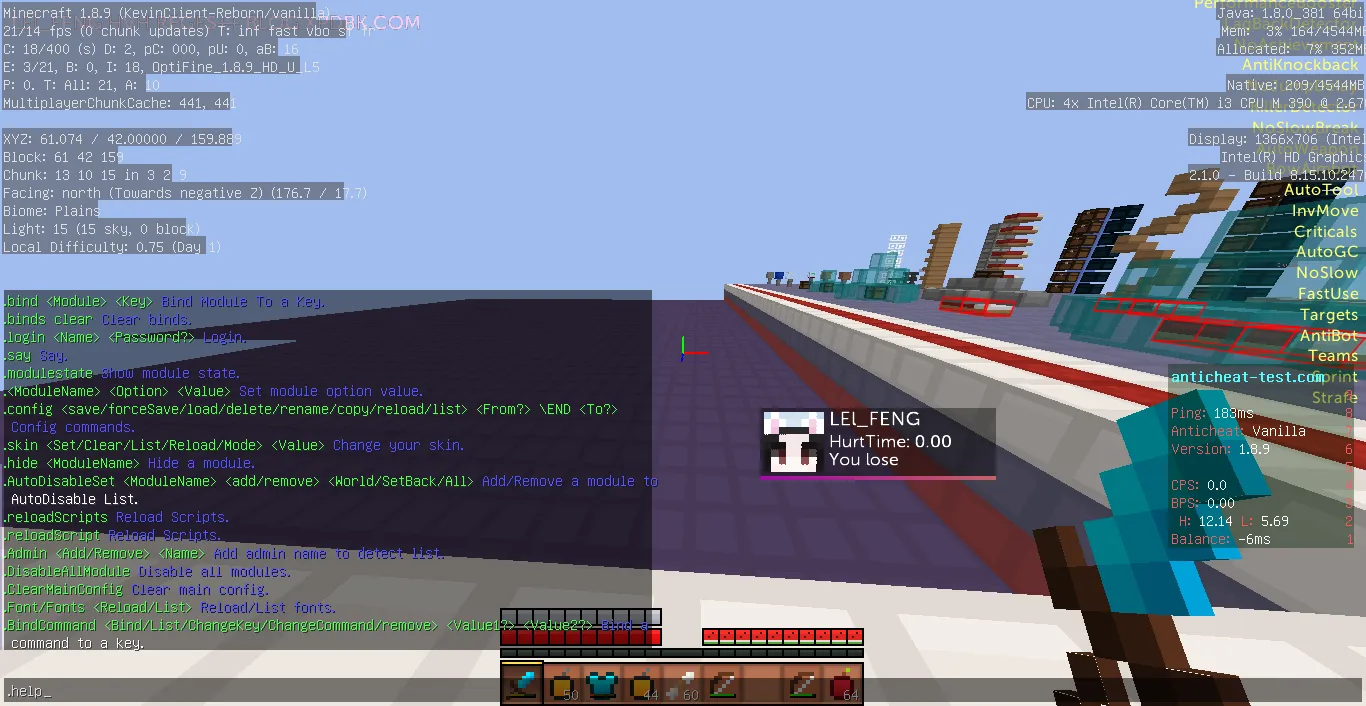 Minecraft 1.8.9 (KevinClient-Reborn/vanilla)
BK.COM
21/14 fps (0 chunk updates) T: inf fast vbo
C: 18/400 (s) D: 2, pC: 000, pU: 0, aB: 16
E: 3/21, B: 0, I: 18, OptiFine_1.8.9_HD_U_L5
P: 0. T: All: 21, A: 10
MultiplayerChunkCache: 441, 441
XYZ: 61.074 / 42.00000 / 159.889
Block: 61 42 159
Chunk: 13 10 15 in 3 2 9
Facing: north (Towards negative Z) (176.7 / 17.7)
Biome: Plains
Light: 15 (15 sky, 0 block)
Local Difficulty: 0.75 (Day 1)
Java: 1.8.0_381 64bi
Mem: 3% 164/4544MB
Allocated: 7% 352M
AntiKnockback
Native: 209/4544MB
CPU: 4x Intel(R) Core(TM) i3 CPU M 390 @ 2.67
NoSlowBreak
Display: 1366x706 (Intel
Intel(R) HD Graphic
2.1.0 - Build 8.15.10.247
AutoTool
InvMove
Criticals
AutoGC
NoSlow
FastUse
Targets
AntiBot
Teams
Sprint
Strafe
.bind <Module> <Key> Bind Module To a Key.
.binds clear Clear binds.
.login <Name> <Password?> Login.
.say Say.
.modulestate Show module state.
.<ModuleName> <Option> <Value> Set module option value.
.config <save/forceSave/load/delete/rename/copy/reload/list> <From?> \END <To?>
Config commands.
.skin <Set/Clear/List/Reload/Mode> <Value> Change your skin.
.hide <ModuleName> Hide a module.
.AutoDisableSet <ModuleName> <add/remove> <World/SetBack/All> Add/Remove a module to
AutoDisable List.
.reloadScripts Reload Scripts.
.reloadScript Reload Scripts.
.Admin <Add/Remove> <Name> Add admin name to detect list.
.DisableAllModule Disable all modules.
.ClearMainConfig Clear main config.
.Font/Fonts <Reload/List> Reload/List fonts.
.BindCommand <Bind/List/ChangeKey/ChangeCommand/remove> <Value1?> <Value2?> Bind a
command to a key.
LEI_FENG
HurtTime: 0.00
You lose
anticheat-test.com
Ping: 183ms
Anticheat: Vanilla
Version: 1.8.9
CPS: 0.0
BPS: 0.00
H: 12.14 L: 5.69
Balance: -6ms
8
7
6
5
4
3
2
1
50
44
60
64
.help_